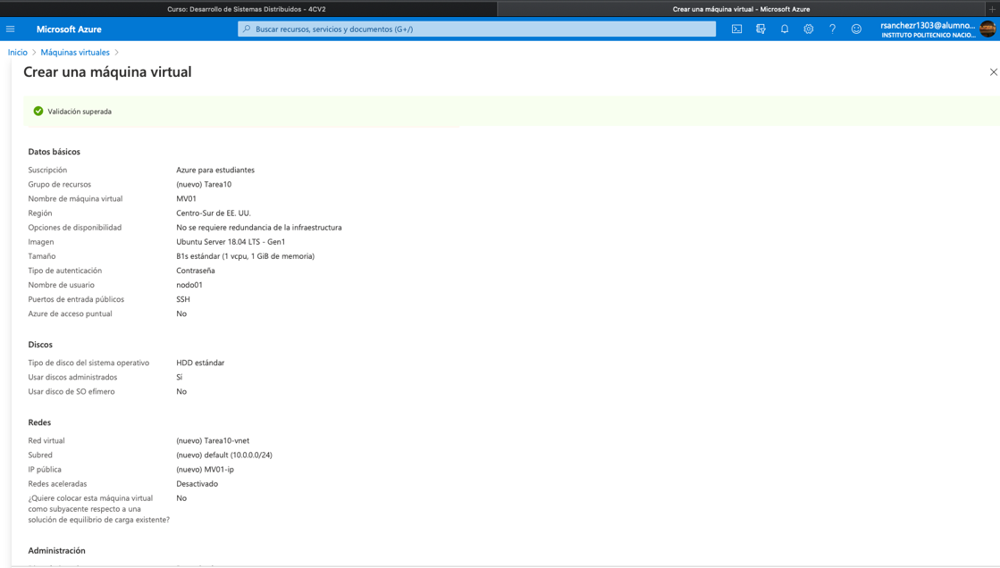 Curso: Desarrollo de Sistemas Distribuidos - 4CV2
Crear una máquina virtual - Microsoft Azure
Microsoft Azure
Buscar recursos, servicios y documentos (G+/)
rsanchezr1303@alumno...
INSTITUTO POLITECNICO NACIO...
Inicio > Máquinas virtuales >
Crear una máquina virtual
Validación superada
Datos básicos
Suscripción Azure para estudiantes
Grupo de recursos (nuevo) Tarea10
Nombre de máquina virtual MV01
Región Centro-Sur de EE. UU.
Opciones de disponibilidad No se requiere redundancia de la infraestructura
Imagen Ubuntu Server 18.04 LTS - Gen1
Tamaño B1s estándar (1 vcpu, 1 GiB de memoria)
Tipo de autenticación Contraseña
Nombre de usuario nodo01
Puertos de entrada públicos SSH
Azure de acceso puntual No
Discos
Tipo de disco del sistema operativo HDD estándar
Usar discos administrados Sí
Usar disco de SO efímero No
Redes
Red virtual (nuevo) Tarea10-vnet
Subred (nuevo) default (10.0.0.0/24)
IP pública (nuevo) MV01-ip
Redes aceleradas Desactivado
¿Quiere colocar esta máquina virtual No
como subyacente respecto a una
solución de equilibrio de carga existente?
Administración